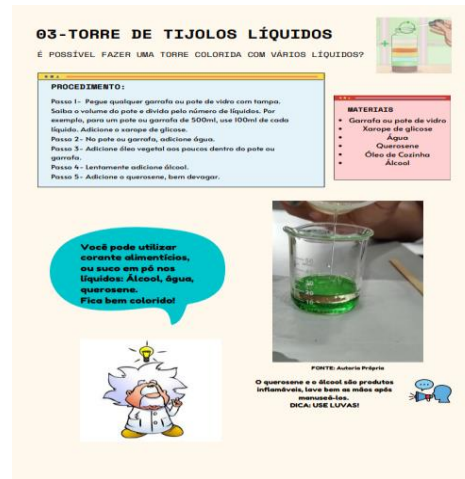 03-TORRE DE TIJOLOS LÍQUIDOS
É POSSÍVEL FAZER UMA TORRE COLORIDA COM VÁRIOS LÍQUIDOS?
PROCEDIMENTO:
Passo 1- Pegue qualquer garrafa ou pote de vidro com tampa.
Saiba o volume do pote e divida pelo número de líquidos. Por
exemplo, para um pote ou garrafa de 500ml, use 100ml de cada
líquido. Adicione o xarope de glicose.
Passo 2- No pote ou garrafa, adicione água.
Passo 3- Adicione óleo vegetal aos poucos dentro do pote ou
garrafa.
Passo 4- Lentamente adicione álcool.
Passo 5- Adicione o querosene, bem devagar.
MATERIAIS
• Garrafa ou pote de vidro
• Xarope de glicose
• Água
• Querosene
• Óleo de Cozinha
• Álcool
Você pode utilizar
corante alimentícios,
ou suco em pó nos
líquidos: Álcool, água,
querosene.
Fica bem colorido!
FONTE: Autoria Própria
O querosene e o álcool são produtos
inflamáveis, lave bem as mãos após
manuseá-los.
DICA: USE LUVAS!